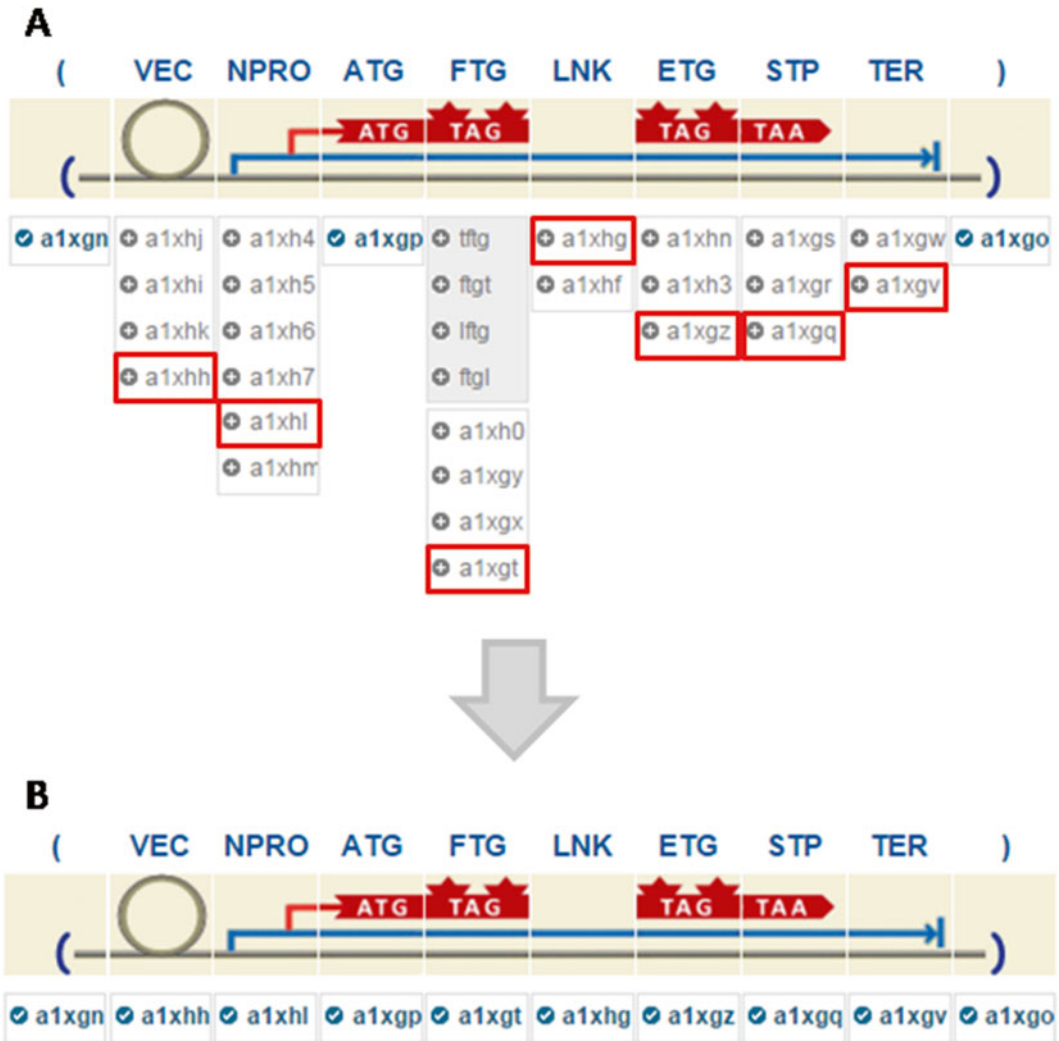 A
( VEC NPRO ATG FTG LNK ETG STP TER )
ATG TAG TAG TAA
( )
a1xgn a1xhj a1xh4 a1xgp tftg a1xhg a1xhn a1xgs a1xgw a1xgo
a1xhi a1xh5 ftgt a1xhf a1xh3 a1xgr a1xgv
a1xhk a1xh6 lftg a1xgz a1xgq
a1xhh a1xh7 ftgl
a1xhl
a1xh0
a1xhm
a1xgy
a1xgx
a1xgt
B
( VEC NPRO ATG FTG LNK ETG STP TER )
ATG TAG TAG TAA
( )
a1xgn a1xhh a1xhl a1xgp a1xgt a1xhg a1xgz a1xgq a1xgv a1xgo